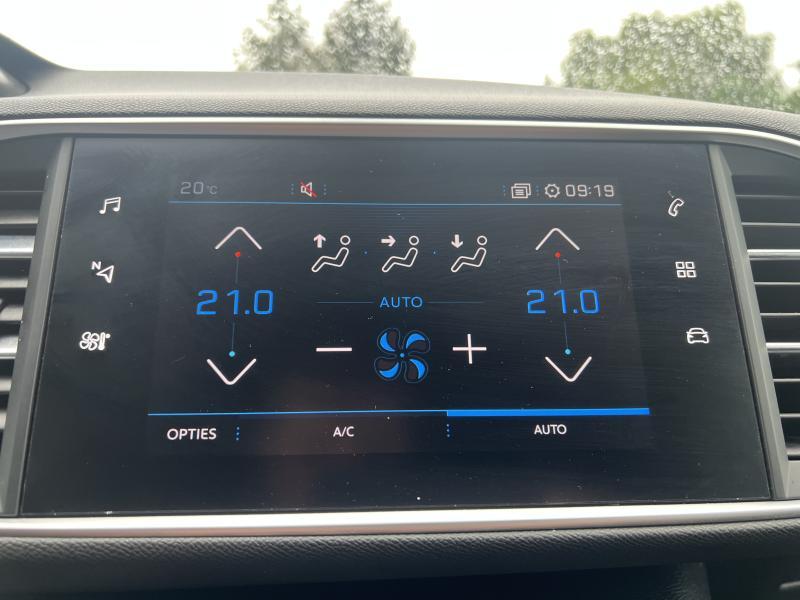 20°C 09:19
N
21.0 AUTO 21.0
OPTIES A/C AUTO